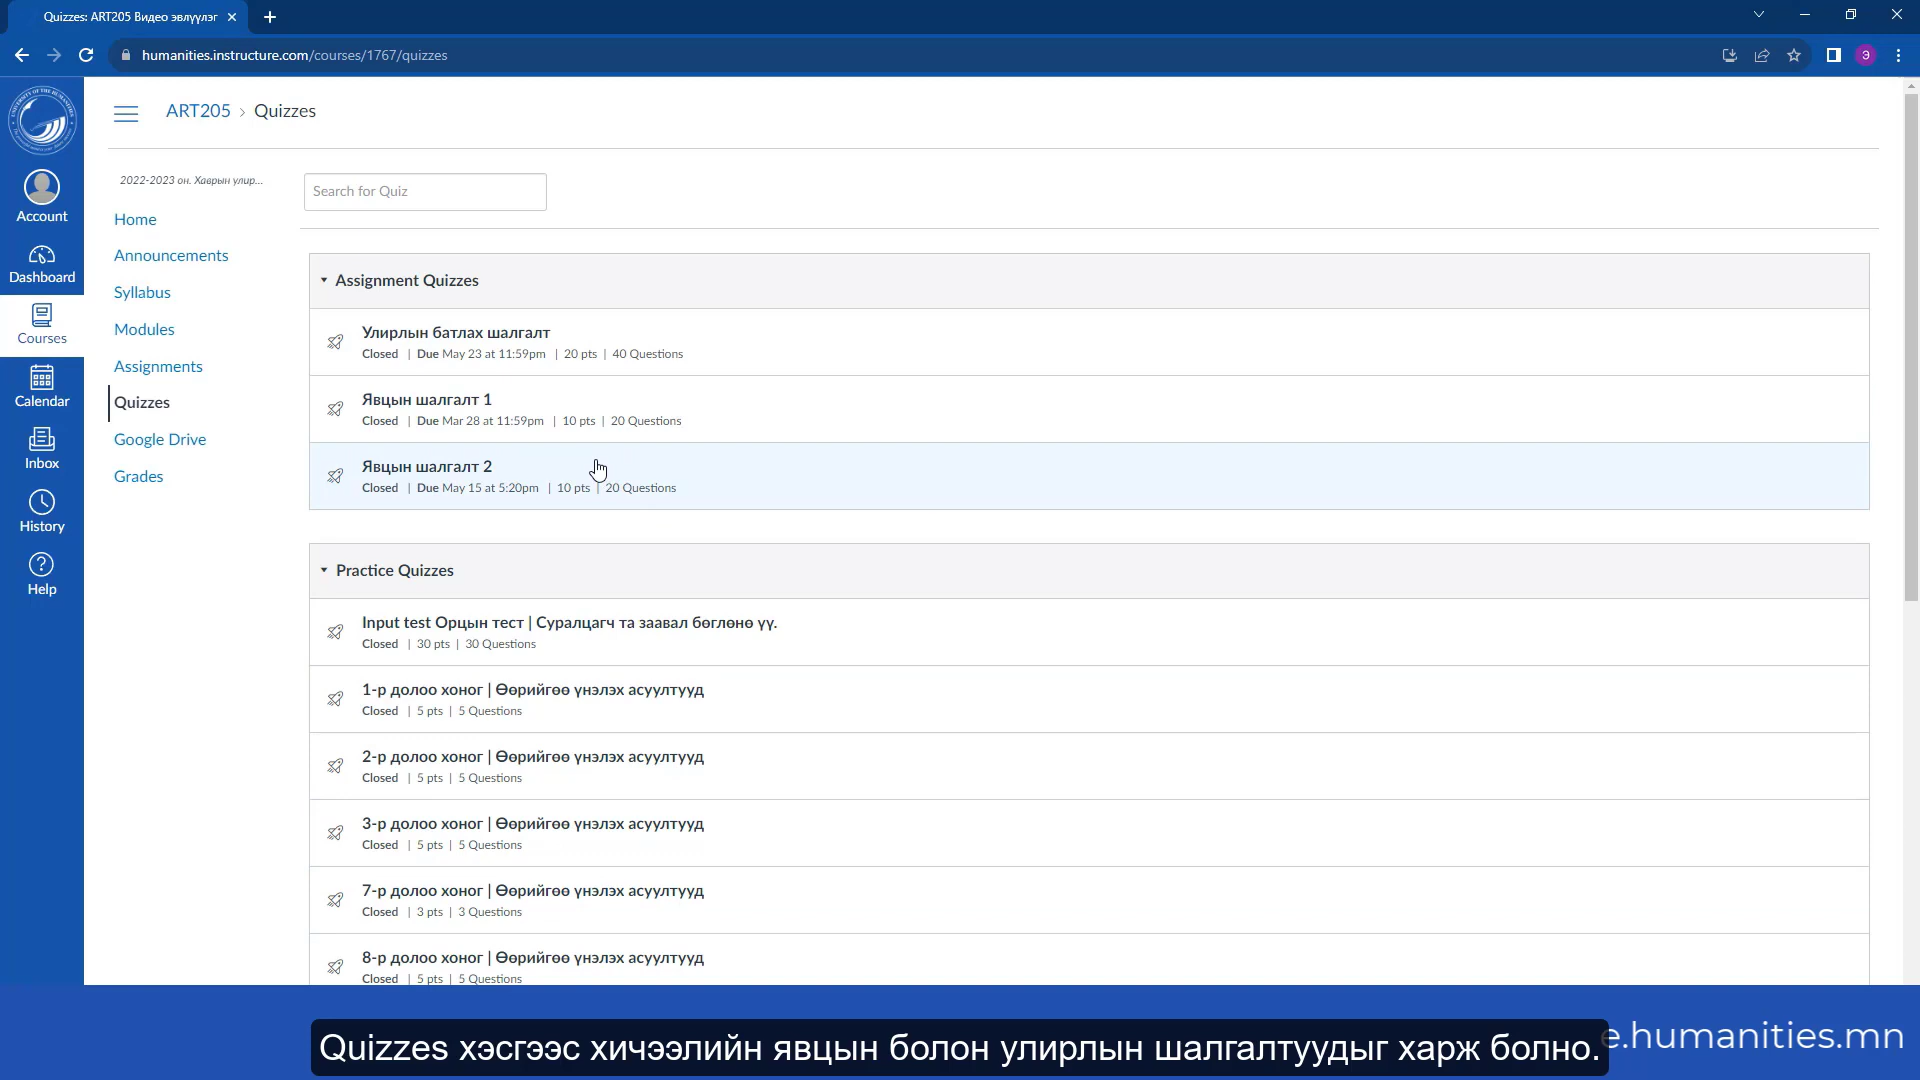 Quizzes: ART205 Видео эвлүүлэг
humanities.instructure.com/courses/1767/quizzes
Э
ART205 › Quizzes
2022-2023 он. Хаврын улир...
Search for Quiz
Account
Dashboard
Courses
Calendar
Inbox
History
Help
Home
Announcements
Syllabus
Modules
Assignments
Quizzes
Google Drive
Grades
Assignment Quizzes
Улирлын батлах шалгалт
Closed | Due May 23 at 11:59pm | 20 pts | 40 Questions
Явцын шалгалт 1
Closed | Due Mar 28 at 11:59pm | 10 pts | 20 Questions
Явцын шалгалт 2
Closed | Due May 15 at 5:20pm | 10 pts | 20 Questions
Practice Quizzes
Input test Орцын тест | Суралцагч та заавал бөглөнө үү.
Closed | 30 pts | 30 Questions
1-р долоо хоног | Өөрийгөө үнэлэх асуултууд
Closed | 5 pts | 5 Questions
2-р долоо хоног | Өөрийгөө үнэлэх асуултууд
Closed | 5 pts | 5 Questions
3-р долоо хоног | Өөрийгөө үнэлэх асуултууд
Closed | 5 pts | 5 Questions
7-р долоо хоног | Өөрийгөө үнэлэх асуултууд
Closed | 3 pts | 3 Questions
8-р долоо хоног | Өөрийгөө үнэлэх асуултууд
Closed | 5 pts | 5 Questions
Quizzes хэсгээс хичээлийн явцын болон улирлын шалгалтуудыг харж болно.
e.humanities.mn